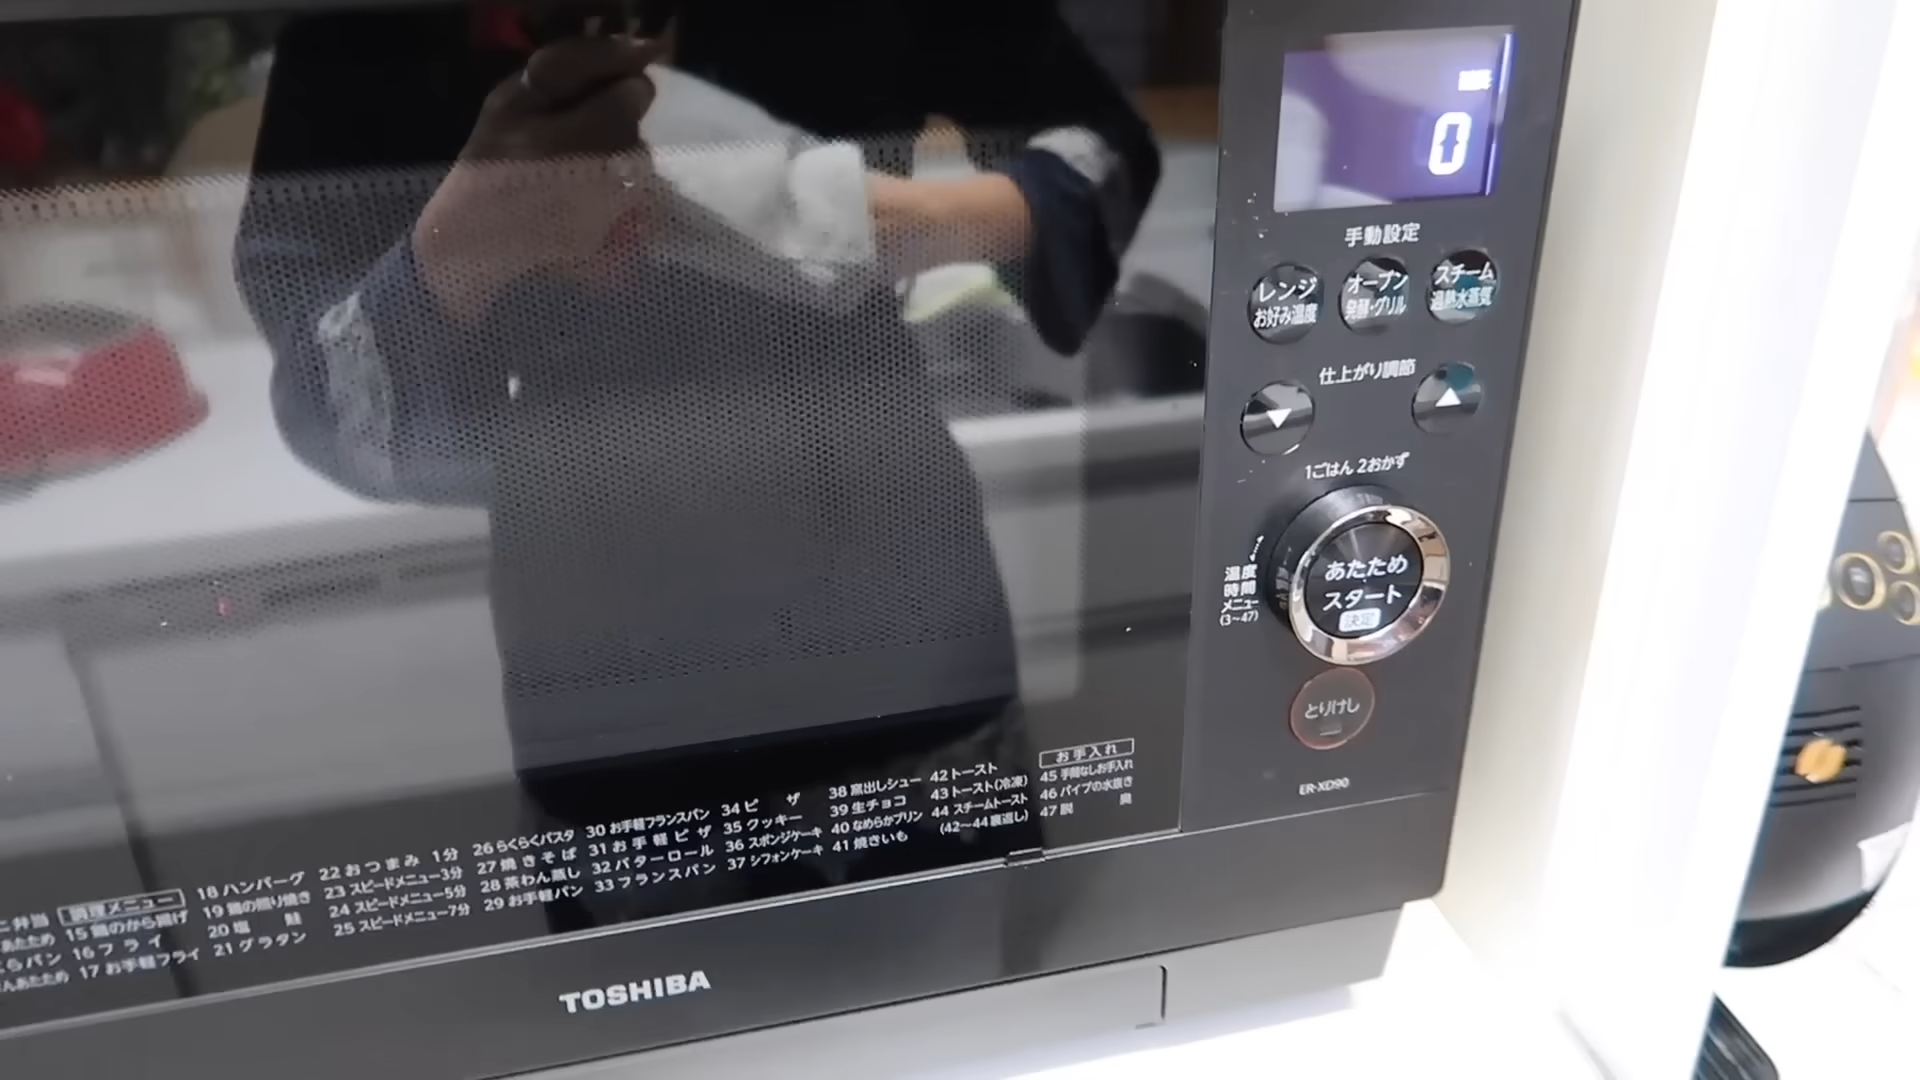 0
手動設定
レンジ
お好み温度
オーブン
発酵・グリル
スチーム
過熱水蒸気
仕上がり調節
1ごはん 2おかず
温度
時間
メニュー
(3~47)
あたため
スタート
決定
とりけし
ER-XD90
弁当
あたため
パン
あたため
調理メニュー
15 鶏のから揚げ
16 フライ
17 お手軽フライ
18 ハンバーグ
19 鶏の照り焼き
20 塩鮭
21 グラタン
22 おつまみ 1分
23 スピードメニュー3分
24 スピードメニュー5分
25 スピードメニュー7分
26 らくらくパスタ
27 焼きそば
28 茶わん蒸し
29 お手軽パン
30 お手軽フランスパン
31 お手軽ピザ
32 バターロール
33 フランスパン
34 ピザ
35 クッキー
36 スポンジケーキ
37 シフォンケーキ
38 窯出しシュー
39 生チョコ
40 なめらかプリン
41 焼きいも
42 トースト
43 トースト(冷凍)
44 スチームトースト
(42~44 裏返し)
お手入れ
45 手間なしお手入れ
46 パイプの水抜き
47 脱臭
TOSHIBA